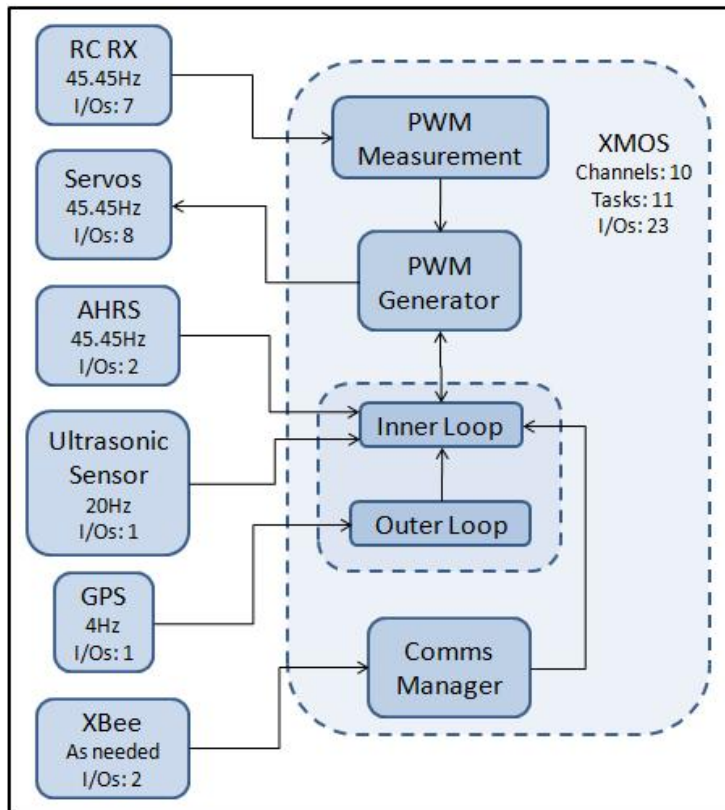 RC RX
45.45Hz
I/Os: 7
Servos
45.45Hz
I/Os: 8
AHRS
45.45Hz
I/Os: 2
Ultrasonic
Sensor
20Hz
I/Os: 1
GPS
4Hz
I/Os: 1
XBee
As needed
I/Os: 2
PWM
Measurement
PWM
Generator
Inner Loop
Outer Loop
Comms
Manager
XMOS
Channels: 10
Tasks: 11
I/Os: 23